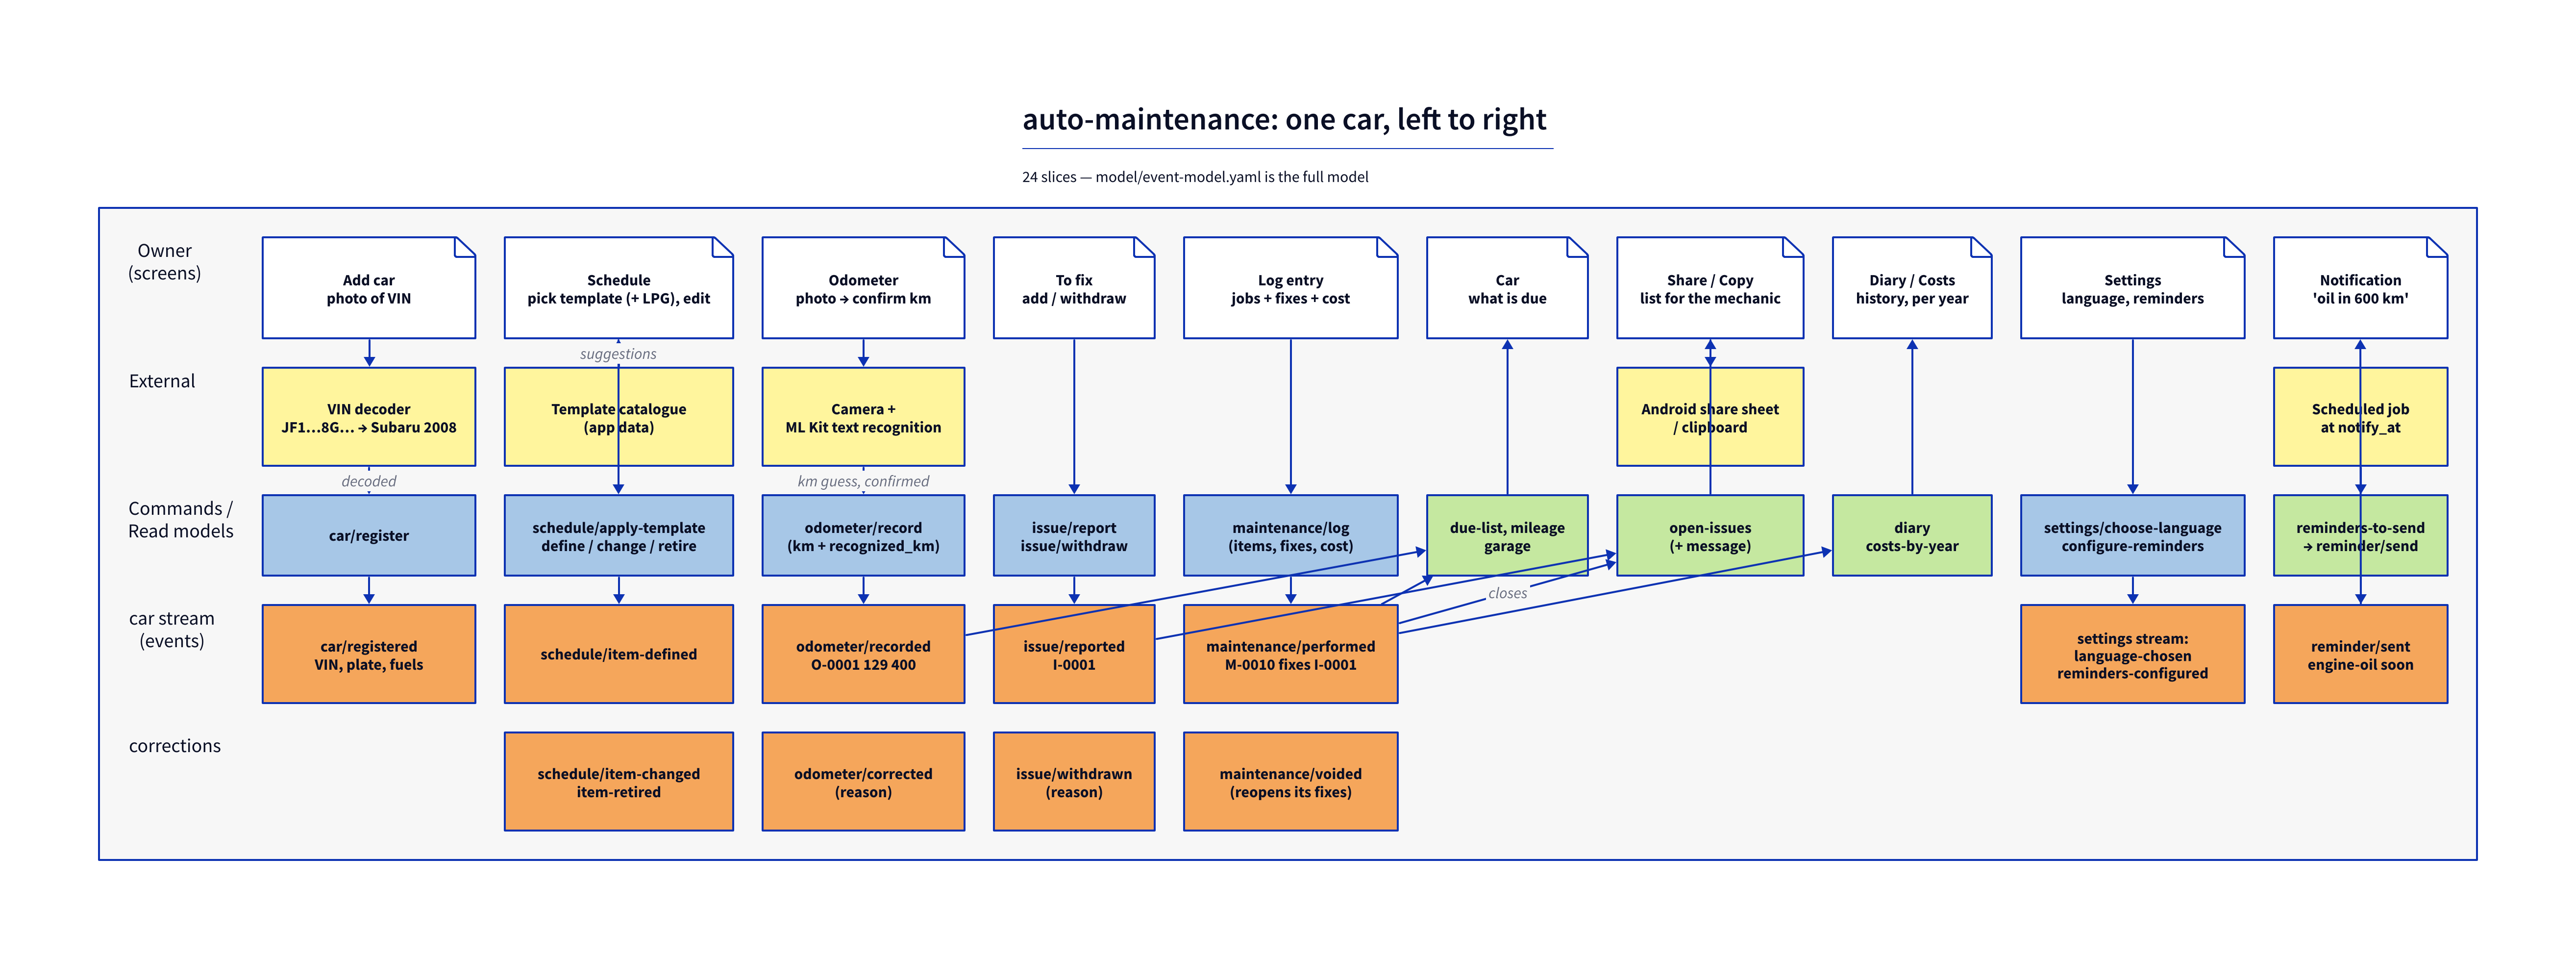 auto-maintenance: one car, left to right
24 slices — model/event-model.yaml is the full model
Owner
(screens)
Add car
photo of VIN
Schedule
pick template (+ LPG), edit
Odometer
photo → confirm km
To fix
add / withdraw
Log entry
jobs + fixes + cost
Car
what is due
Share / Copy
list for the mechanic
Diary / Costs
history, per year
Settings
language, reminders
Notification
'oil in 600 km'
suggestions
External
VIN decoder
JF1...8G... → Subaru 2008
Template catalogue
(app data)
Camera +
ML Kit text recognition
Android share sheet
/ clipboard
Scheduled job
at notify_at
decoded
km guess, confirmed
Commands /
Read models
car/register
schedule/apply-template
define / change / retire
odometer/record
(km + recognized_km)
issue/report
issue/withdraw
maintenance/log
(items, fixes, cost)
due-list, mileage
garage
open-issues
(+ message)
diary
costs-by-year
settings/choose-language
configure-reminders
reminders-to-send
→ reminder/send
closes
car stream
(events)
car/registered
VIN, plate, fuels
schedule/item-defined
odometer/recorded
O-0001 129 400
issue/reported
I-0001
maintenance/performed
M-0010 fixes I-0001
settings stream:
language-chosen
reminders-configured
reminder/sent
engine-oil soon
corrections
schedule/item-changed
item-retired
odometer/corrected
(reason)
issue/withdrawn
(reason)
maintenance/voided
(reopens its fixes)